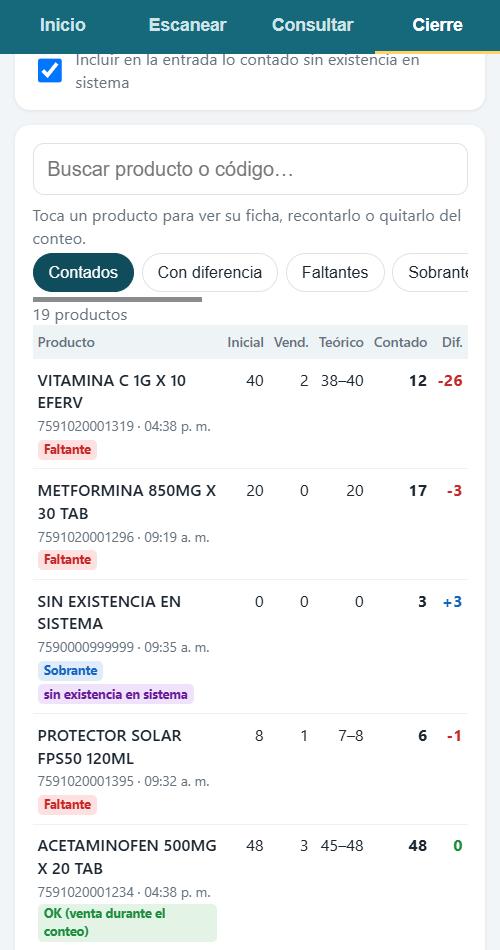 Inicio Escanear Consultar Cierre
Incluir en la entrada lo contado sin existencia en
sistema
Buscar producto o código…
Toca un producto para ver su ficha, recontarlo o quitarlo del
conteo.
Contados Con diferencia Faltantes Sobrante
19 productos
Producto Inicial Vend. Teórico Contado Dif.
VITAMINA C 1G X 10 40 2 38–40 12 -26
EFERV
7591020001319 · 04:38 p. m.
Faltante
METFORMINA 850MG X 20 0 20 17 -3
30 TAB
7591020001296 · 09:19 a. m.
Faltante
SIN EXISTENCIA EN 0 0 0 3 +3
SISTEMA
7590000999999 · 09:35 a. m.
Sobrante
sin existencia en sistema
PROTECTOR SOLAR 8 1 7–8 6 -1
FPS50 120ML
7591020001395 · 09:32 a. m.
Faltante
ACETAMINOFEN 500MG 48 3 45–48 48 0
X 20 TAB
7591020001234 · 04:38 p. m.
OK (venta durante el
conteo)